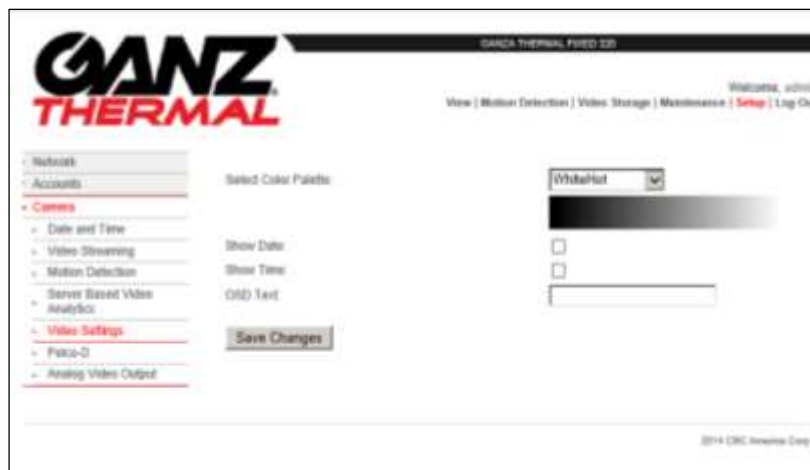 GANZ
THERMAL
GANZA THERMAL FIXED 320
Welcome,
View | Motion Detection | Video Storage | Maintenance | Setup | Log
Network
Accounts
Camera
Date and Time
Video Streaming
Motion Detection
Server Based Video
Analytics
Video Settings
Pelco-D
Analog Video Output
Select Color Palette:
WhiteHot
Show Date:
Show Time:
OSD Text:
Save Changes
2014 CBC America Corp